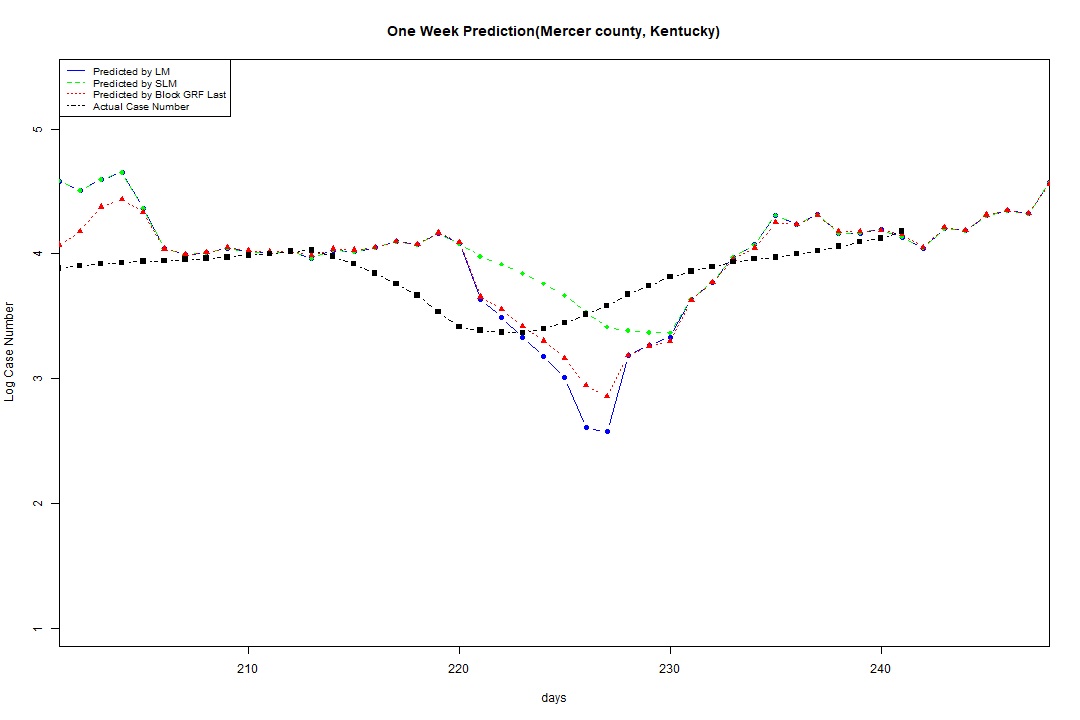 One Week Prediction(Mercer county, Kentucky)
Predicted by LM
Predicted by SLM
Predicted by Block GRF Last
Actual Case Number
5
4
3
2
1
Log Case Number
210 220 230 240
days